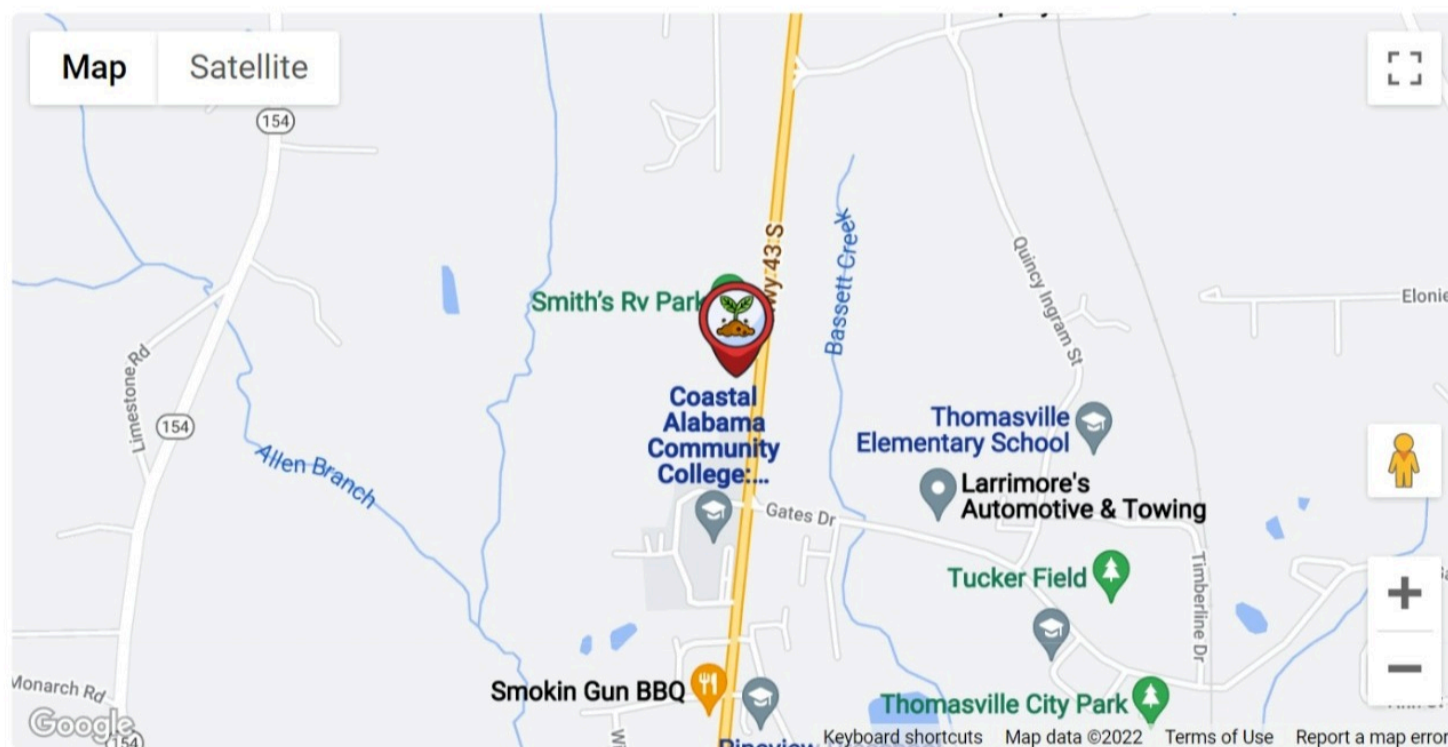 Map
Satellite
154
Hwy 43 S
Bassett Creek
Quincy Ingram St
Smith's Rv Park
Elonie
Limestone Rd
154
Allen Branch
Coastal
Alabama
Community
College:...
Thomasville
Elementary School
Larrimore's
Automotive & Towing
Gates Dr
Tucker Field
Timberline Dr
Monarch Rd
Smokin Gun BBQ
Thomasville City Park
Google
154
Keyboard shortcuts
Map data ©2022
Terms of Use
Report a map error